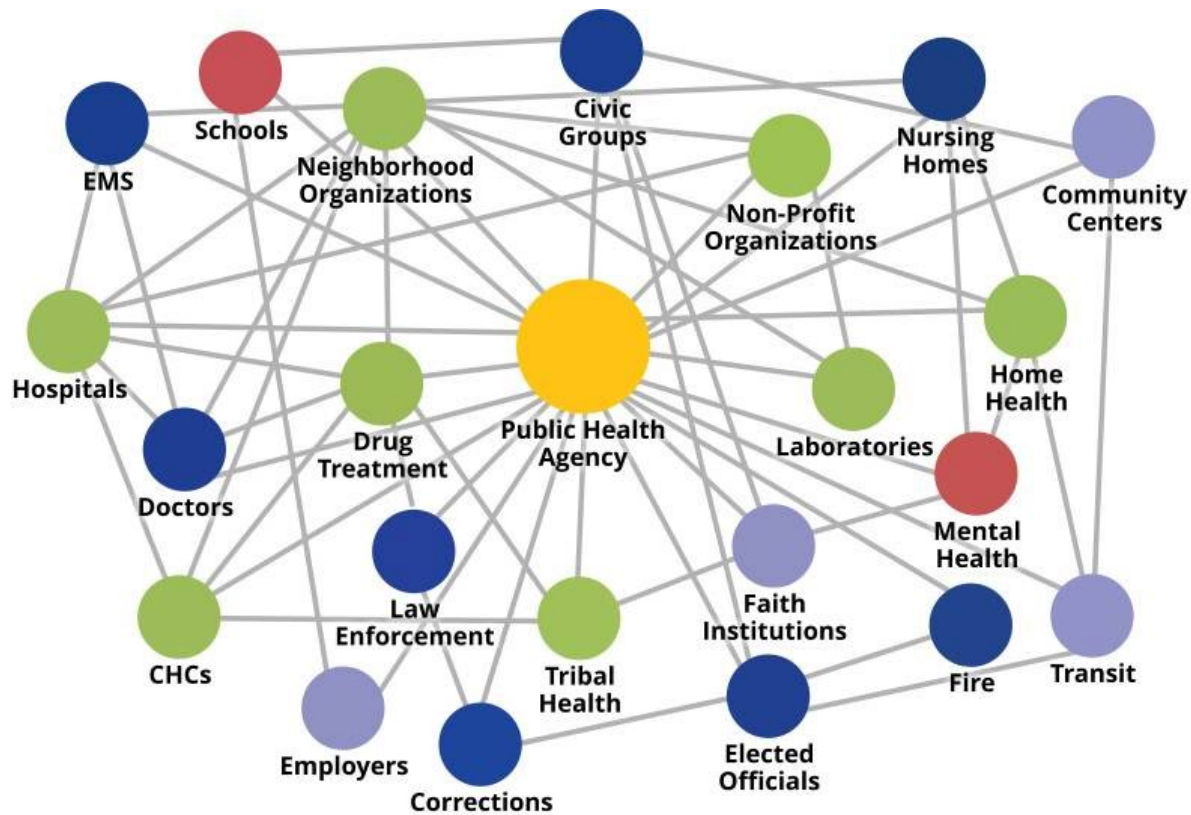 Schools
EMS
Neighborhood
Organizations
Civic
Groups
Nursing
Homes
Community
Centers
Non-Profit
Organizations
Hospitals
Drug
Treatment
Public Health
Agency
Laboratories
Home
Health
Doctors
Mental
Health
Law
Enforcement
Faith
Institutions
CHCs
Tribal
Health
Fire
Transit
Employers
Corrections
Elected
Officials